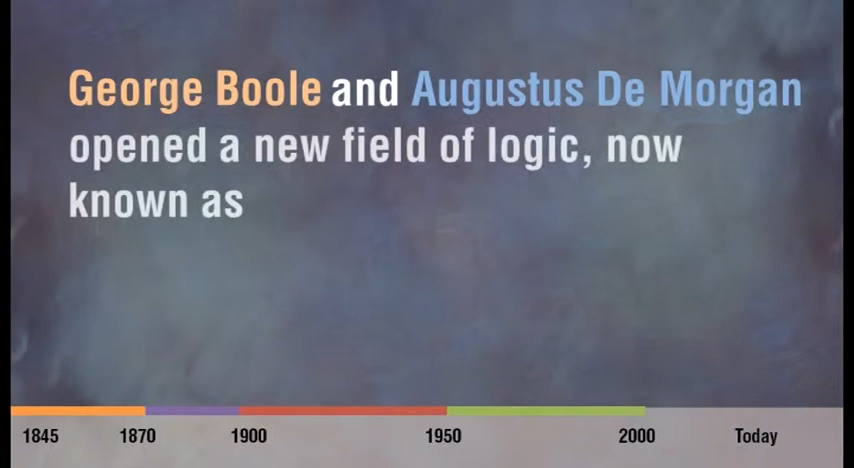 George Boole and Augustus De Morgan
opened a new field of logic, now
known as
1845 1870 1900 1950 2000 Today